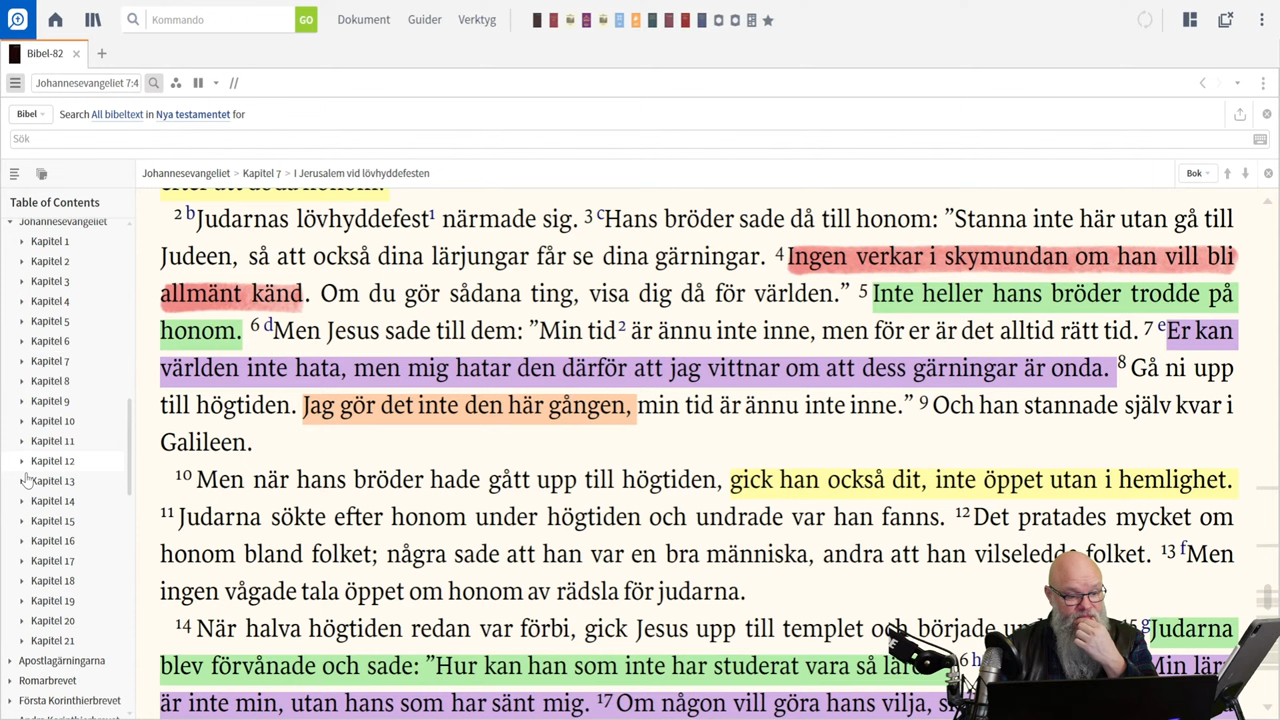 Kommando
GO
Dokument
Guider
Verktyg
Bibel-82
Johannesevangeliet 7:4
Bibel
Search All bibeltext in Nya testamentet for
Sök
Johannesevangeliet > Kapitel 7 > I Jerusalem vid lövhyddefesten
Bok
Table of Contents
Johannesevangeliet
Kapitel 1
Kapitel 2
Kapitel 3
Kapitel 4
Kapitel 5
Kapitel 6
Kapitel 7
Kapitel 8
Kapitel 9
Kapitel 10
Kapitel 11
Kapitel 12
Kapitel 13
Kapitel 14
Kapitel 15
Kapitel 16
Kapitel 17
Kapitel 18
Kapitel 19
Kapitel 20
Kapitel 21
Apostlagärningarna
Romarbrevet
Första Korinthierbrevet
Andra Korinthierbrevet
efter att döda honom.
2 b Judarnas lövhyddefest1 närmade sig. 3 c Hans bröder sade då till honom: ”Stanna inte här utan gå till
Judeen, så att också dina lärjungar får se dina gärningar. 4 Ingen verkar i skymundan om han vill bli
allmänt känd. Om du gör sådana ting, visa dig då för världen.” 5 Inte heller hans bröder trodde på
honom. 6 d Men Jesus sade till dem: ”Min tid2 är ännu inte inne, men för er är det alltid rätt tid. 7 e Er kan
världen inte hata, men mig hatar den därför att jag vittnar om att dess gärningar är onda. 8 Gå ni upp
till högtiden. Jag gör det inte den här gången, min tid är ännu inte inne.” 9 Och han stannade själv kvar i
Galileen.
10 Men när hans bröder hade gått upp till högtiden, gick han också dit, inte öppet utan i hemlighet.
11 Judarna sökte efter honom under högtiden och undrade var han fanns. 12 Det pratades mycket om
honom bland folket; några sade att han var en bra människa, andra att han vilseledde folket. 13 f Men
ingen vågade tala öppet om honom av rädsla för judarna.
14 När halva högtiden redan var förbi, gick Jesus upp till templet och började g Judarna
blev förvånade och sade: ”Hur kan han som inte har studerat vara så h Min
är inte min, utan hans som har sänt mig. 17 Om någon vill göra hans vilja,